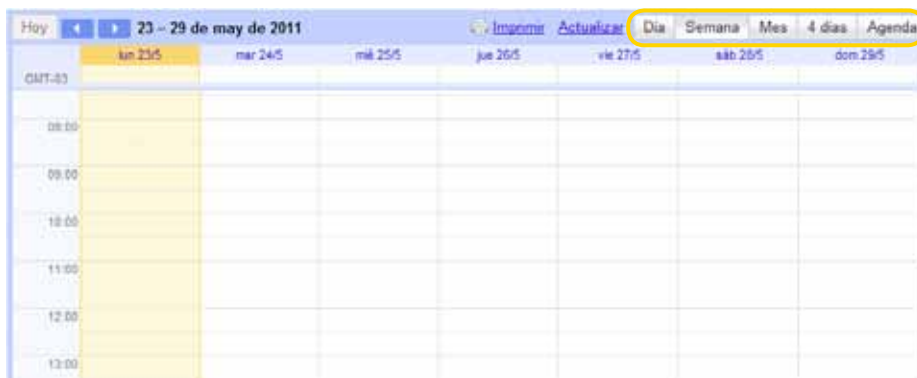 Hoy 23 – 29 de may de 2011 Imprimir Actualizar Día Semana Mes 4 días Agenda
lun 23/5 mar 24/5 mié 25/5 jue 26/5 vie 27/5 sáb 28/5 dom 29/5
GMT-03
08:00
09:00
10:00
11:00
12:00
13:00